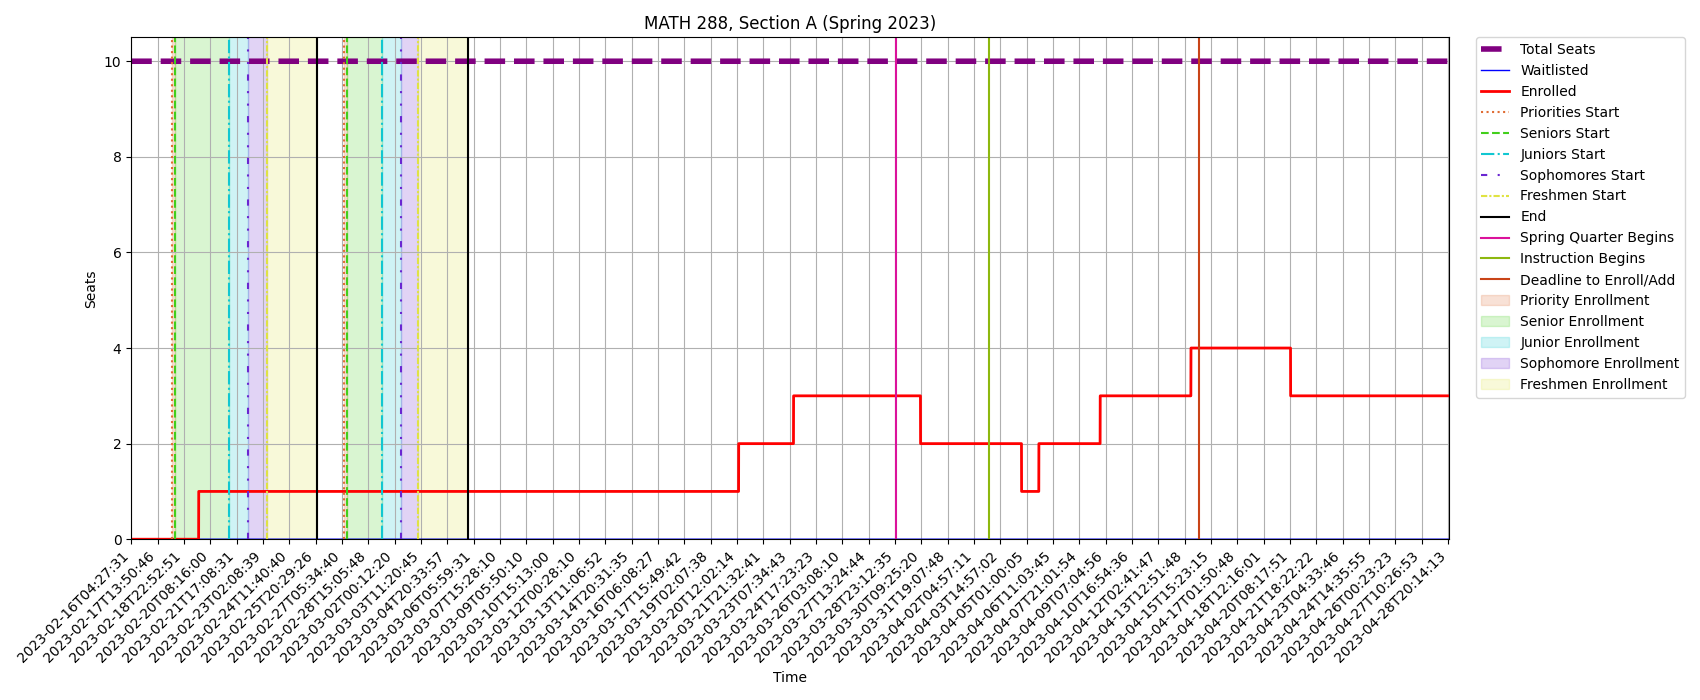 MATH 288, Section A (Spring 2023)
10
8
6
4
2
0
Seats
2023-02-16T04:27:31
2023-02-17T13:50:46
2023-02-18T22:52:51
2023-02-20T08:16:00
2023-02-21T17:08:31
2023-02-23T02:08:39
2023-02-24T11:40:40
2023-02-25T20:29:26
2023-02-27T05:34:40
2023-02-28T15:05:48
2023-03-02T00:12:20
2023-03-03T11:20:45
2023-03-04T20:33:57
2023-03-06T05:59:31
2023-03-07T15:28:10
2023-03-09T05:50:10
2023-03-10T15:13:00
2023-03-12T00:28:10
2023-03-13T11:06:52
2023-03-14T20:31:35
2023-03-16T06:08:27
2023-03-17T15:49:42
2023-03-19T02:07:38
2023-03-20T12:02:14
2023-03-21T21:32:41
2023-03-23T07:34:43
2023-03-24T17:23:23
2023-03-26T03:08:10
2023-03-27T13:24:44
2023-03-28T23:12:35
2023-03-30T09:25:20
2023-03-31T19:07:48
2023-04-02T04:57:11
2023-04-03T14:57:02
2023-04-05T01:00:05
2023-04-06T11:03:45
2023-04-07T21:01:54
2023-04-09T07:04:56
2023-04-10T16:54:36
2023-04-12T02:41:47
2023-04-13T12:51:48
2023-04-15T15:23:15
2023-04-17T01:50:48
2023-04-18T12:16:01
2023-04-20T08:17:51
2023-04-21T18:22:22
2023-04-23T04:33:46
2023-04-24T14:35:55
2023-04-26T00:23:23
2023-04-27T10:26:53
2023-04-28T20:14:13
Time
Total Seats
Waitlisted
Enrolled
Priorities Start
Seniors Start
Juniors Start
Sophomores Start
Freshmen Start
End
Spring Quarter Begins
Instruction Begins
Deadline to Enroll/Add
Priority Enrollment
Senior Enrollment
Junior Enrollment
Sophomore Enrollment
Freshmen Enrollment